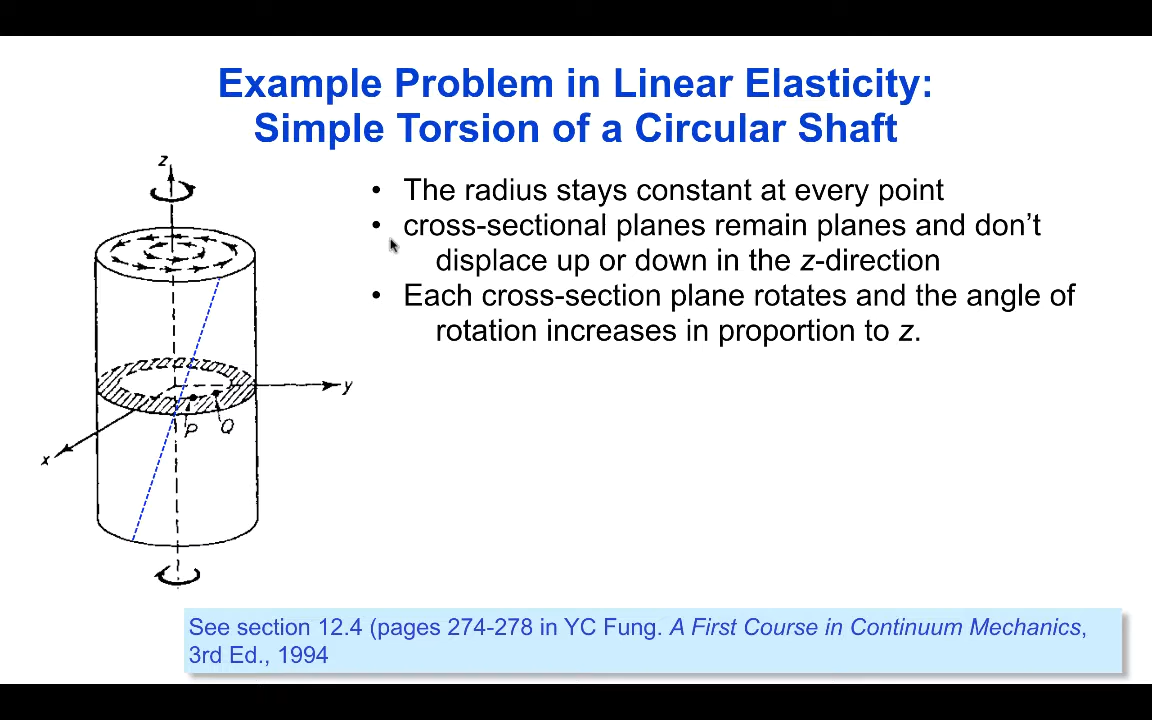 Example Problem in Linear Elasticity:
Simple Torsion of a Circular Shaft
z
• The radius stays constant at every point
• cross-sectional planes remain planes and don’t
displace up or down in the z-direction
• Each cross-section plane rotates and the angle of
rotation increases in proportion to z.
y
P
Q
x
See section 12.4 (pages 274-278 in YC Fung. A First Course in Continuum Mechanics,
3rd Ed., 1994